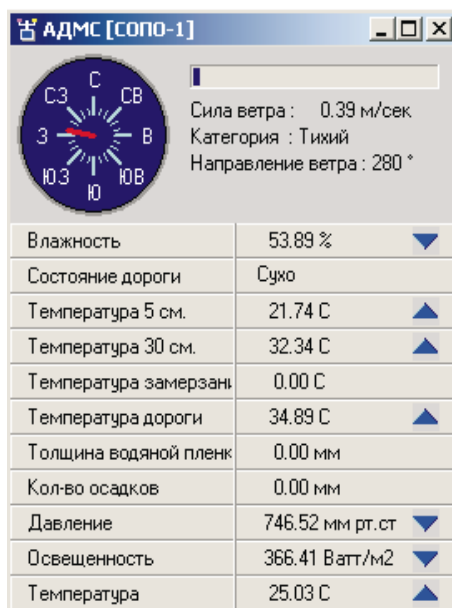 АДМС [СОПО-1]
С
СЗ СВ
З В
ЮЗ ЮВ
Ю
Сила ветра : 0.39 м/сек
Категория : Тихий
Направление ветра : 280 °
Влажность 53.89 %
Состояние дороги Сухо
Температура 5 см. 21.74 С
Температура 30 см. 32.34 С
Температура замерзани 0.00 С
Температура дороги 34.89 С
Толщина водяной пленк 0.00 мм
Кол-во осадков 0.00 мм
Давление 746.52 мм рт.ст
Освещенность 366.41 Ватт/м2
Температура 25.03 С